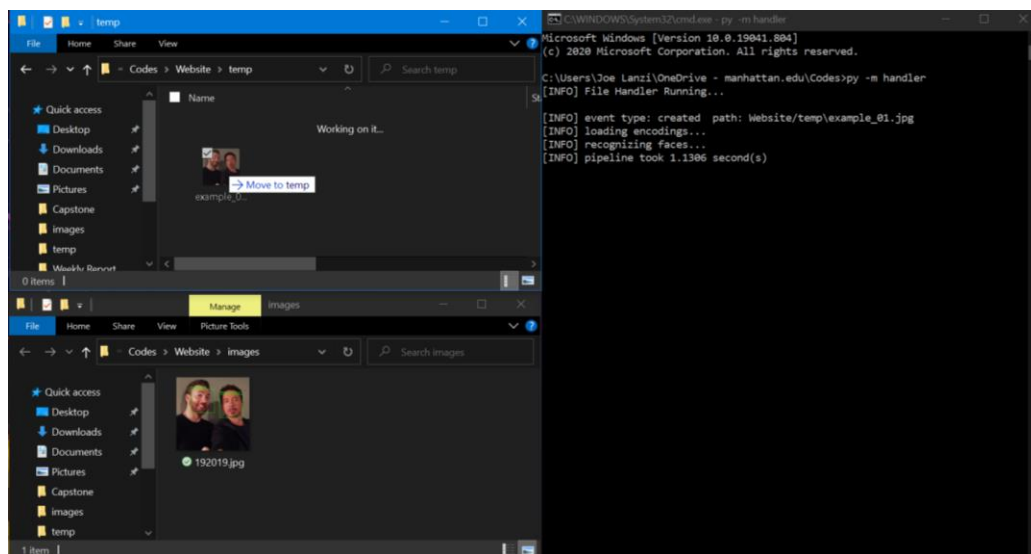 temp
File Home Share View
Codes > Website > temp
Search temp
Name
Quick access
Desktop
Downloads
Documents
Pictures
Capstone
images
temp
Weekly Report
Working on it...
Move to temp
example_0...
0 items
Manage images
File Home Share View Picture Tools
Codes > Website > images
Search images
Quick access
Desktop
Downloads
Documents
Pictures
Capstone
images
temp
192019.jpg
1 item
C:\WINDOWS\System32\cmd.exe - py -m handler
Microsoft Windows [Version 10.0.19041.804]
(c) 2020 Microsoft Corporation. All rights reserved.
C:\Users\Joe Lanzi\OneDrive - manhattan.edu\Codes>py -m handler
[INFO] File Handler Running...
[INFO] event type: created  path: Website/temp\example_01.jpg
[INFO] loading encodings...
[INFO] recognizing faces...
[INFO] pipeline took 1.1306 second(s)